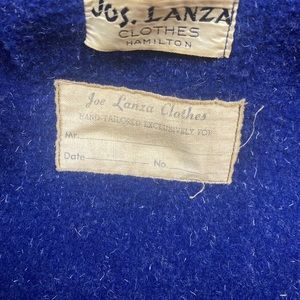 JOS. LANZA
CLOTHES
HAMILTON
Joe Lanza Clothes
HAND-TAILORED EXCLUSIVELY FOR
Mr.
Date No.